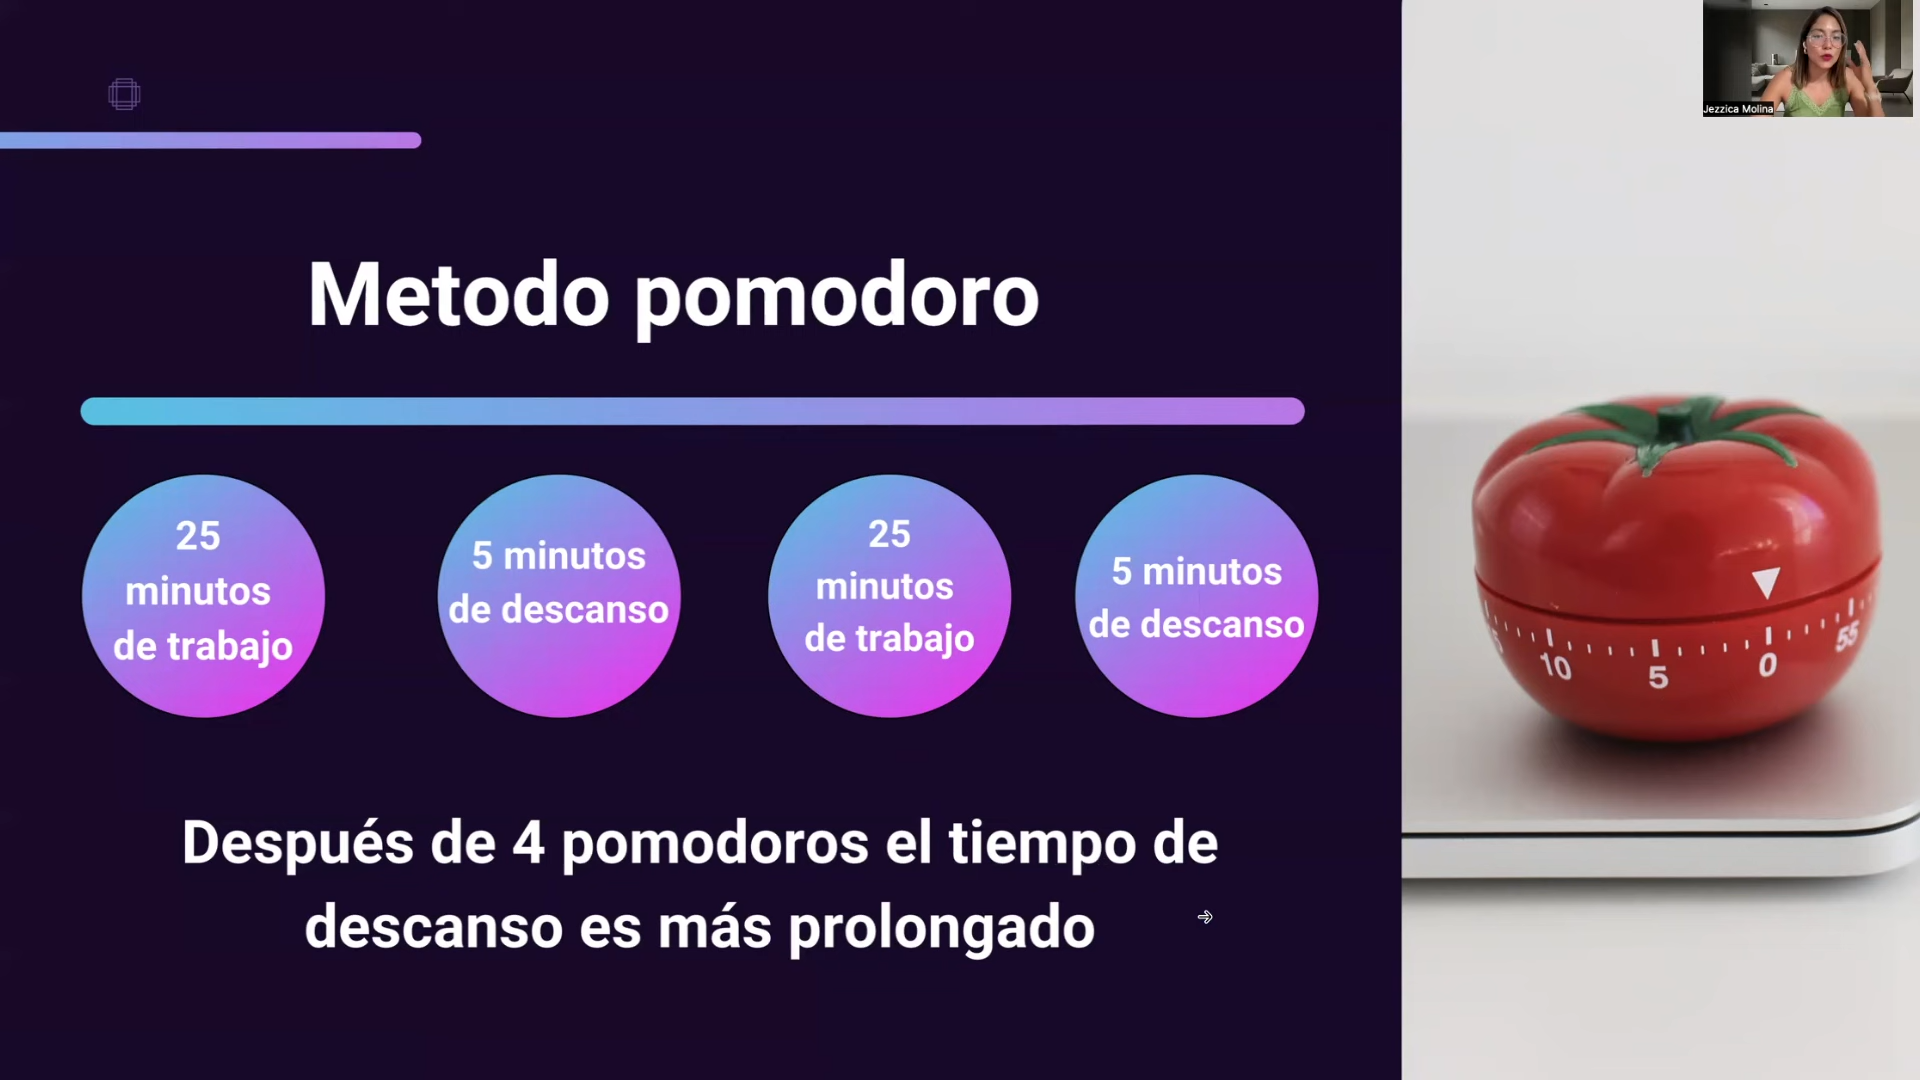 Jezzica Molina
Metodo pomodoro
25
minutos
de trabajo
5 minutos
de descanso
25
minutos
de trabajo
5 minutos
de descanso
10
5
0
55
Después de 4 pomodoros el tiempo de
descanso es más prolongado